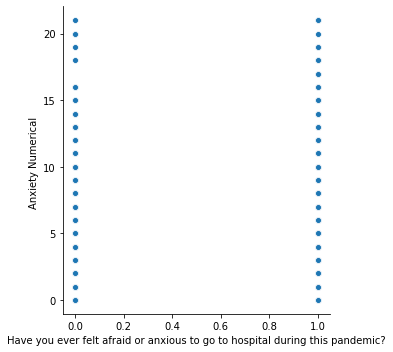 20
15
10
5
0
Anxiety Numerical
0.0 0.2 0.4 0.6 0.8 1.0
Have you ever felt afraid or anxious to go to hospital during this pandemic?